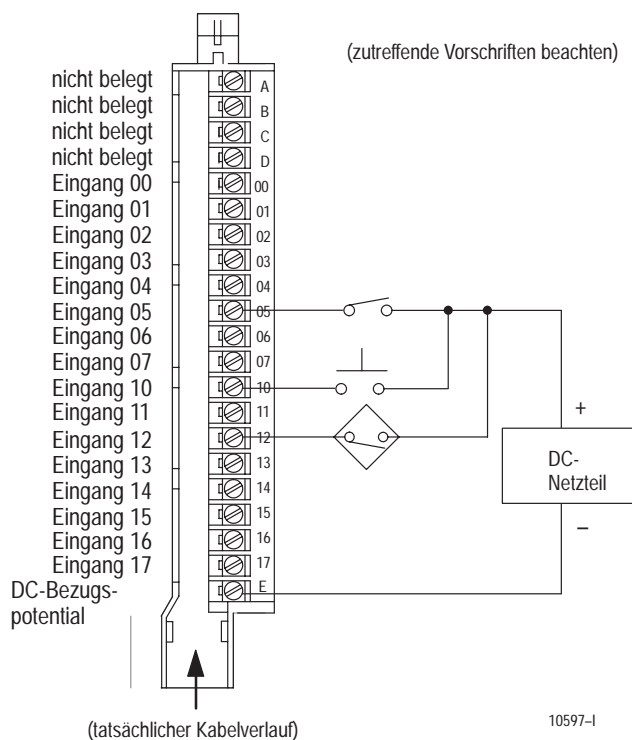 (zutreffende Vorschriften beachten)
nicht belegt A
nicht belegt B
nicht belegt C
nicht belegt D
Eingang 00 00
Eingang 01 01
Eingang 02 02
Eingang 03 03
Eingang 04 04
Eingang 05 05
Eingang 06 06
Eingang 07 07
Eingang 10 10
Eingang 11 11
Eingang 12 12
Eingang 13 13
Eingang 14 14
Eingang 15 15
Eingang 16 16
Eingang 17 17
DC-Bezugs-
potential
E
+
DC-
Netzteil
–
(tatsächlicher Kabelverlauf)
10597–I